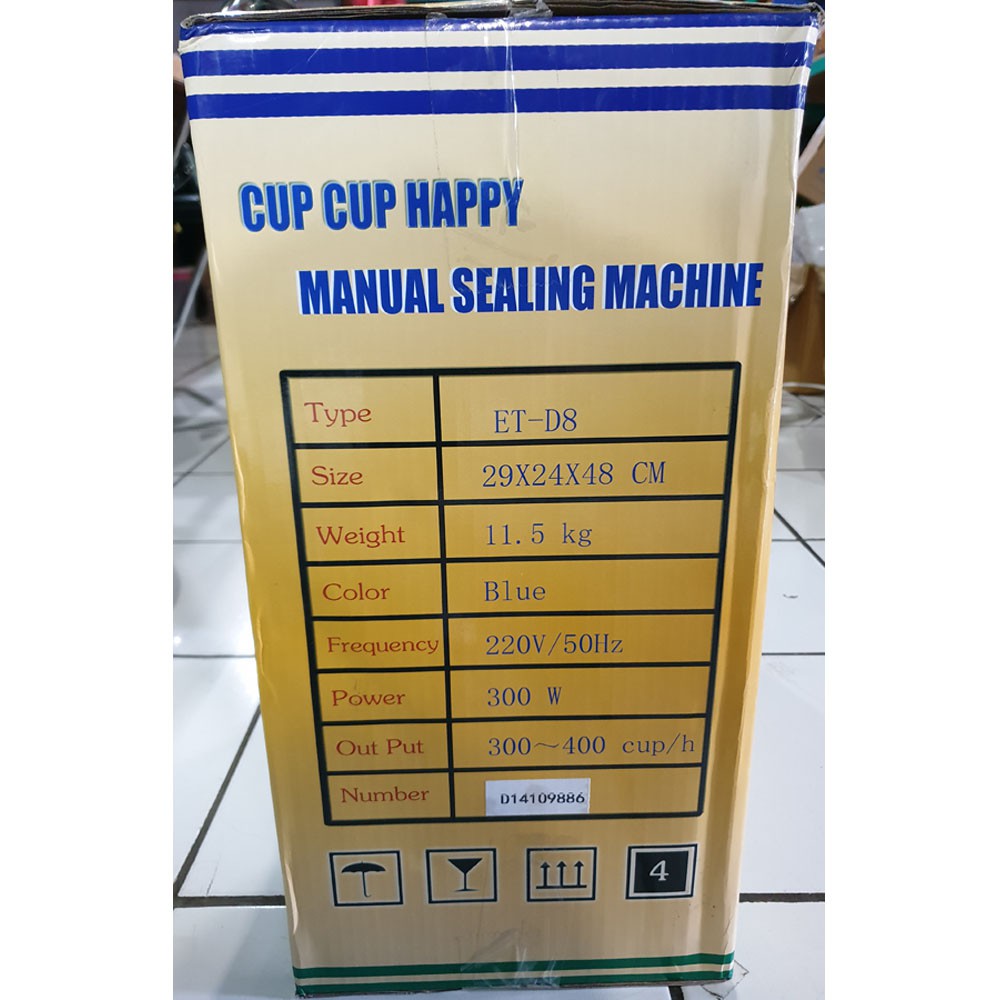 CUP CUP HAPPY
MANUAL SEALING MACHINE
Type ET-D8
Size 29X24X48 CM
Weight 11.5 kg
Color Blue
Frequency 220V/50Hz
Power 300 W
Out Put 300～400 cup/h
Number D14109886
4